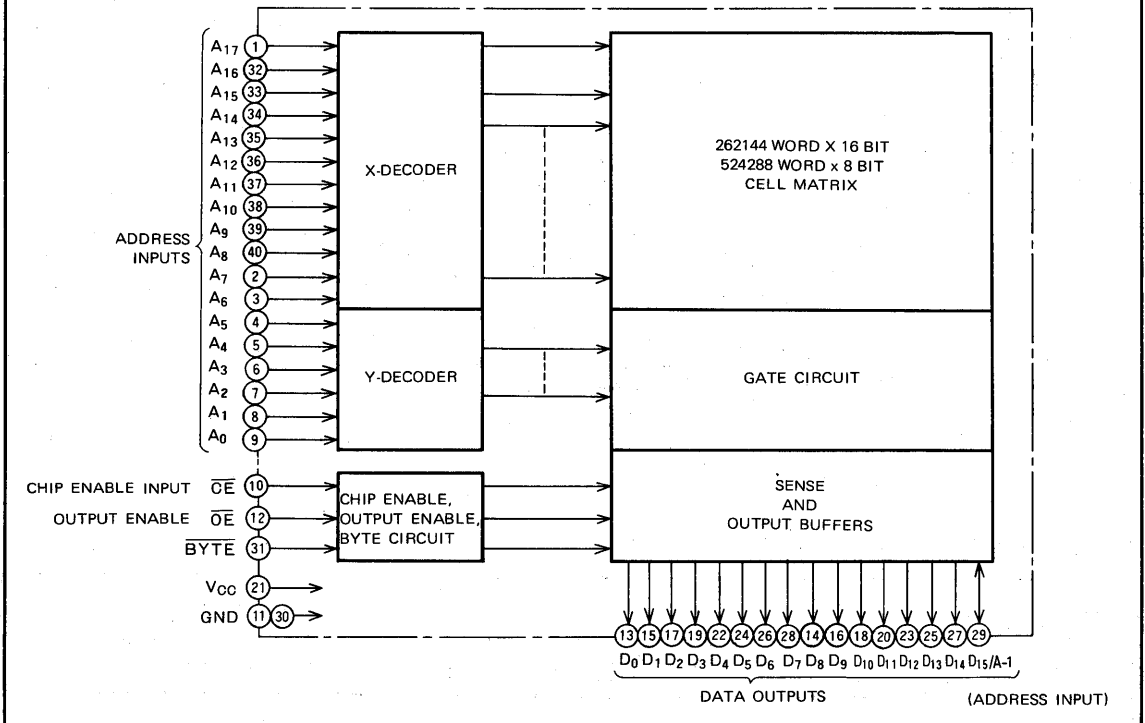 A17 1
A16 32
A15 33
A14 34
A13 35
A12 36
A11 37
A10 38
A9 39
A8 40
A7 2
A6 3
A5 4
A4 5
A3 6
A2 7
A1 8
A0 9
ADDRESS
INPUTS
X-DECODER
Y-DECODER
262144 WORD X 16 BIT
524288 WORD x 8 BIT
CELL MATRIX
GATE CIRCUIT
CHIP ENABLE INPUT CE 10
OUTPUT ENABLE OE 12
BYTE 31
CHIP ENABLE,
OUTPUT ENABLE,
BYTE CIRCUIT
SENSE
AND
OUTPUT BUFFERS
VCC 21
GND 11 30
13 15 17 19 22 24 26 28 14 16 18 20 23 25 27 29
D0 D1 D2 D3 D4 D5 D6 D7 D8 D9 D10 D11 D12 D13 D14 D15/A-1
DATA OUTPUTS
(ADDRESS INPUT)